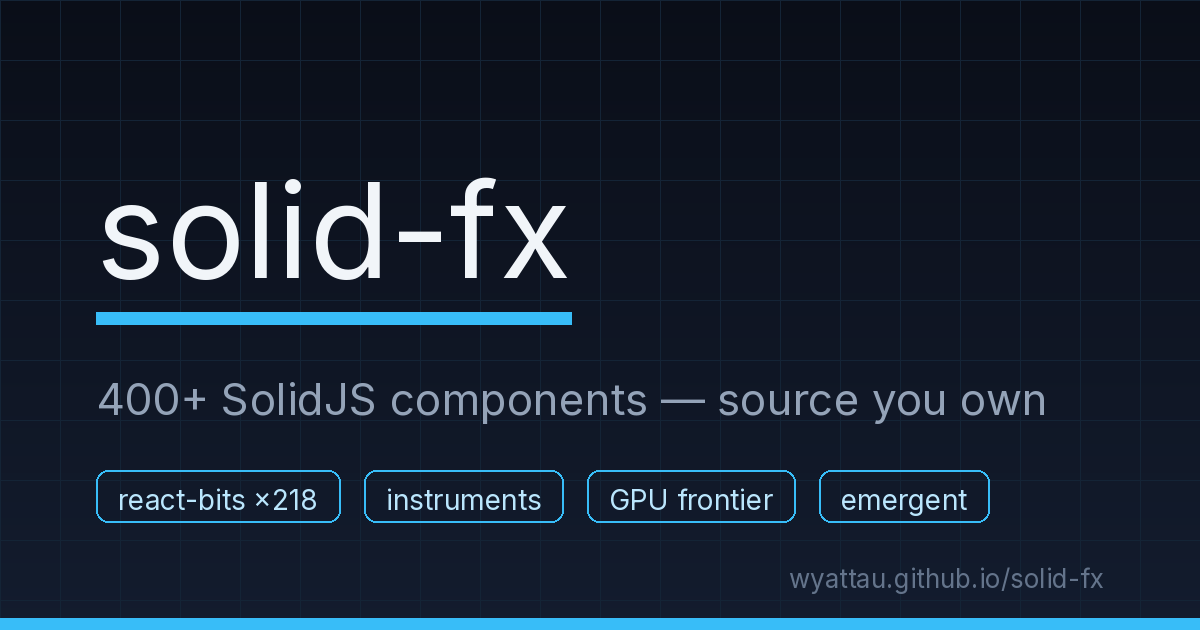 solid-fx
400+ SolidJS components — source you own
react-bits ×218 instruments GPU frontier emergent
wyattau.github.io/solid-fx